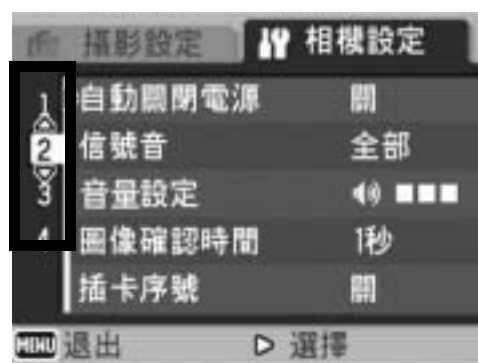 攝影設定 相機設定
1 自動關閉電源 關
2 信號音 全部
3 音量設定
4 圖像確認時間 1秒
插卡序號 關
MENU 退出 選擇